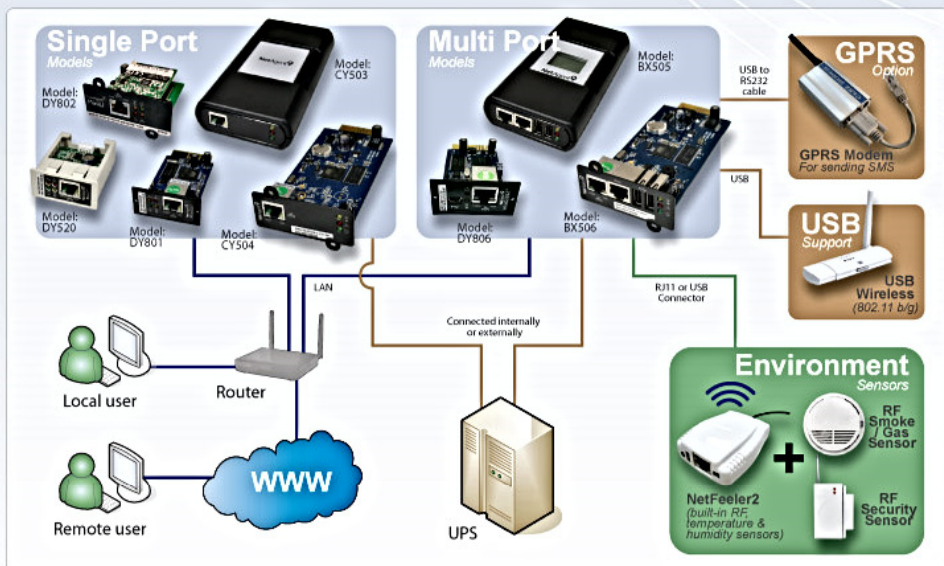 Single Port
Models
Model:
DY802
Model:
CY503
Model:
DY520
Model:
DY801
Model:
CY504
Multi Port
Models
NetAgent
Model:
BX505
Model:
DY806
Model:
BX506
USB to
RS232
cable
GPRS
Option
GPRS Modem
For sending SMS
USB
USB
Support
USB
Wireless
(802.11 b/g)
LAN
RJ11 or USB
Connector
Connected internally
or externally
Local user
Router
Remote user
WWW
UPS
Environment
Sensors
RF
Smoke
/ Gas
Sensor
NetFeeler2
(built-in RF,
temperature &
humidity sensors)
RF
Security
Sensor